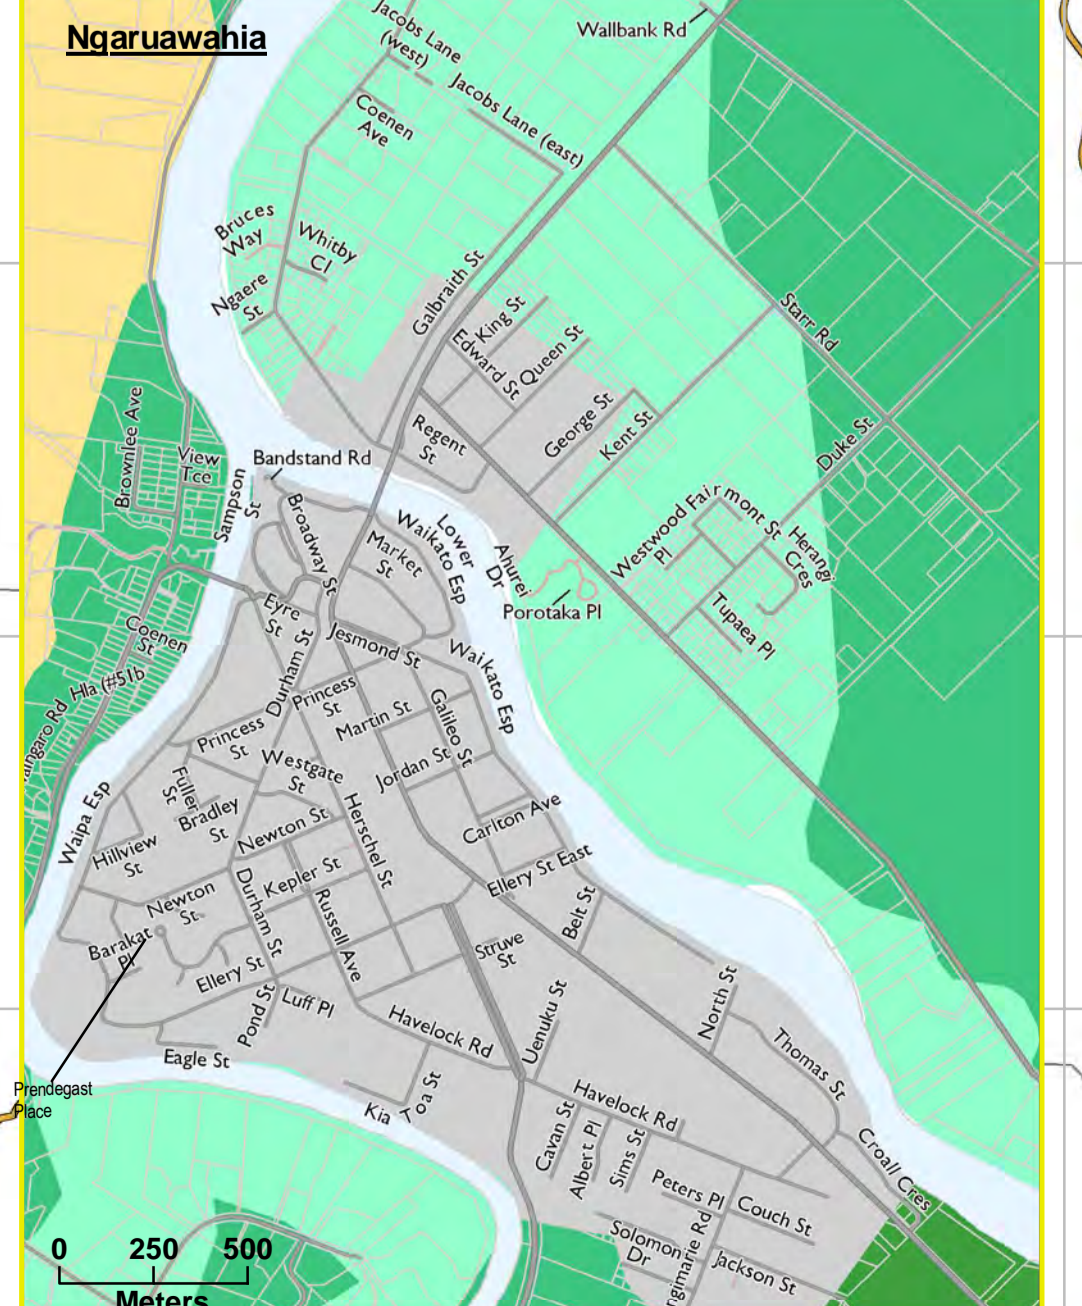 Ngaruawahia
Wallbank Rd
Jacobs Lane
(west)
Jacobs Lane (east)
Coenen
Ave
Bruces
Way
Whitby
Cl
Ngaere
St
Galbraith St
King St
Edward St
Queen St
Starr Rd
Regent
St
George St
Kent St
Duke St
Brownlee Ave
View
Tce
Bandstand Rd
Sampson
St
Broadway St
Lower
Waikato Esp
Market
St
Ahurei
Dr
Westwood
Pl
Fairmont St
Herangi
Cres
Porotaka Pl
Tupaea Pl
Eyre
St
Coenen
St
Jesmond St
Waikato Esp
Durham St
Hla (#51b
Rd
Princess
St
Martin St
Galileo St
Princess
St
Westgate
St
Jordan St
Fuller
St
Bradley
St
Waipa Esp
Hillview
St
Newton St
Herschel St
Carlton Ave
Kepler St
Ellery St East
Newton
St
Durham St
Russell Ave
Belt St
Barakat
Pl
Ellery St
Struve
St
Pond St
Luff Pl
Havelock Rd
Uenuku St
North St
Thomas St
Eagle St
Prendegast
Place
Kia Toa St
Havelock Rd
Cavan St
Albert Pl
Sims St
Croall Cres
Peters Pl
Couch St
Solomon
Dr
Rd
Jackson St
0 250 500
Meters